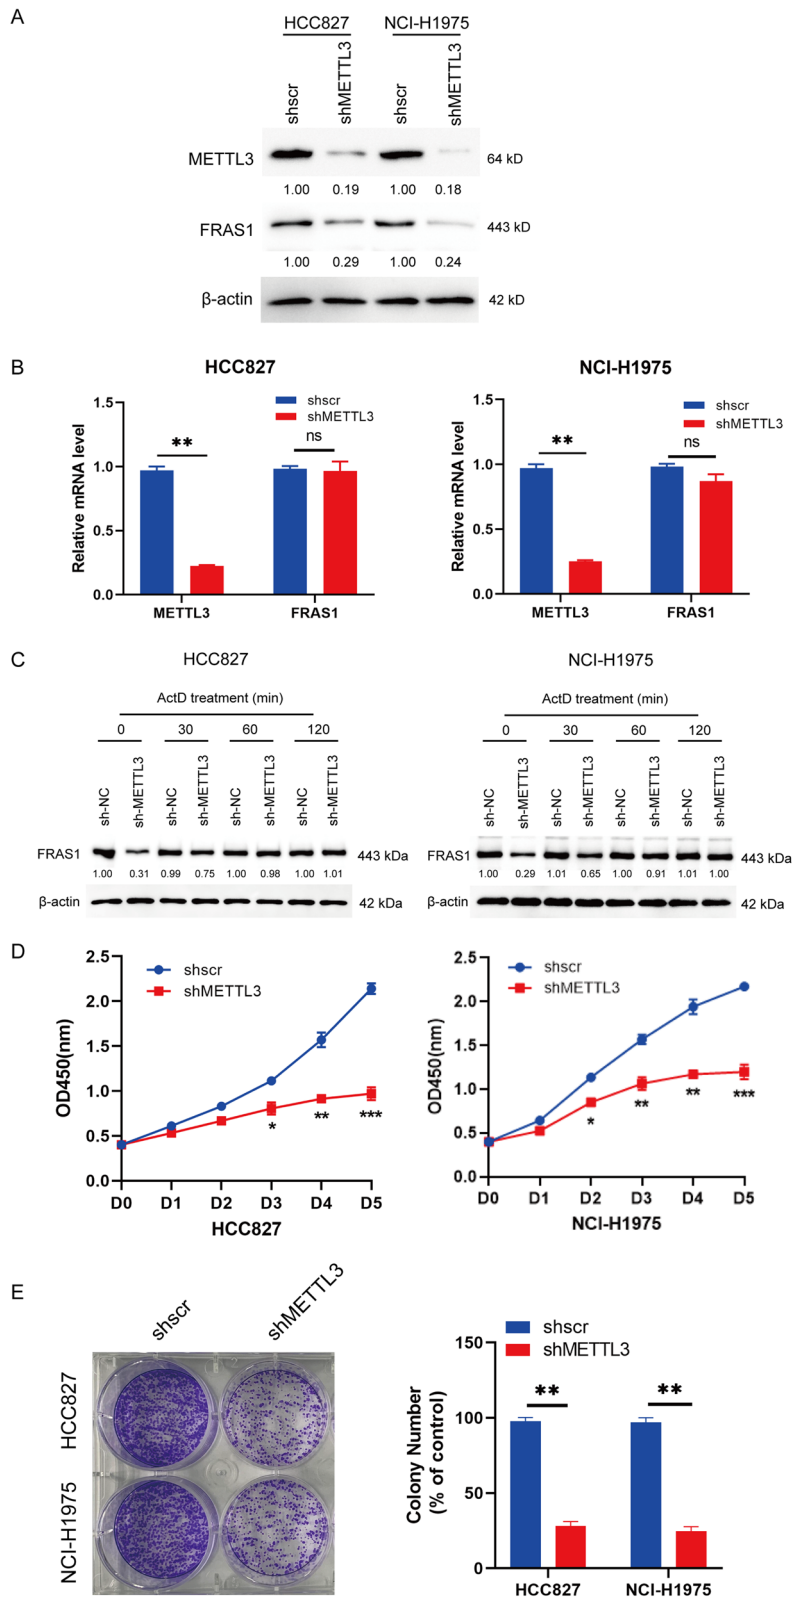 A
HCC827 NCI-H1975
shscr shMETTL3 shscr shMETTL3
METTL3 64 kD
1.00 0.19 1.00 0.18
FRAS1 443 kD
1.00 0.29 1.00 0.24
β-actin 42 kD
B
HCC827
1.5
1.0
0.5
0.0
Relative mRNA level
shscr
shMETTL3
**
ns
METTL3 FRAS1
NCI-H1975
1.5
1.0
0.5
0.0
Relative mRNA level
shscr
shMETTL3
**
ns
METTL3 FRAS1
C
HCC827
ActD treatment (min)
0 30 60 120
sh-NC sh-METTL3 sh-NC sh-METTL3 sh-NC sh-METTL3 sh-NC sh-METTL3
FRAS1 443 kDa
1.00 0.31 0.99 0.75 1.00 0.98 1.00 1.01
β-actin 42 kDa
NCI-H1975
ActD treatment (min)
0 30 60 120
sh-NC sh-METTL3 sh-NC sh-METTL3 sh-NC sh-METTL3 sh-NC sh-METTL3
FRAS1 443 kDa
1.00 0.29 1.01 0.65 1.00 0.91 1.01 1.00
β-actin 42 kDa
D
2.5
2.0
1.5
1.0
0.5
0.0
OD450(nm)
shscr
shMETTL3
* ** ***
D0 D1 D2 D3 D4 D5
HCC827
2.5
2.0
1.5
1.0
0.5
0.0
OD450(nm)
shscr
shMETTL3
* ** ** ***
D0 D1 D2 D3 D4 D5
NCI-H1975
E
shscr shMETTL3
HCC827
NCI-H1975
shscr
shMETTL3
150
100
50
0
Colony Number
(% of control)
** **
HCC827 NCI-H1975